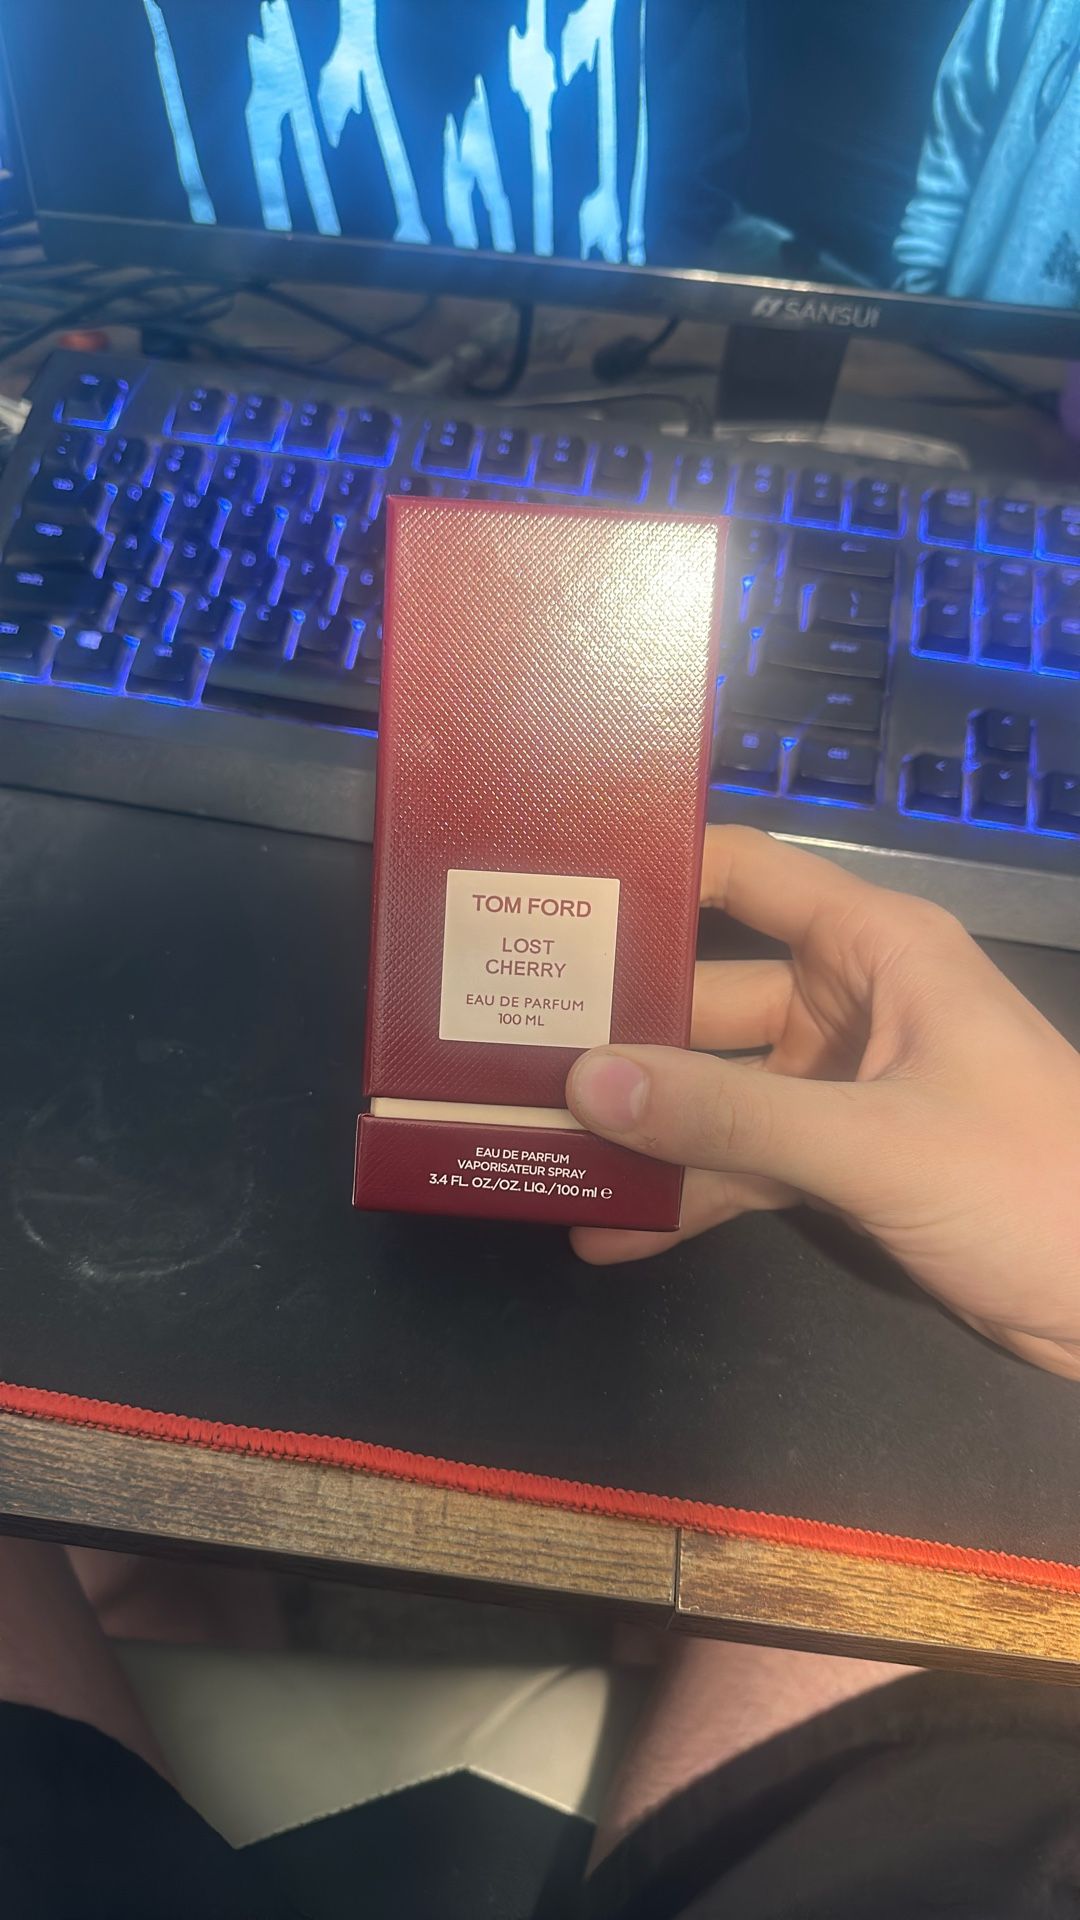 SANSUI
TOM FORD
LOST
CHERRY
EAU DE PARFUM
100 ML
EAU DE PARFUM
VAPORISATEUR SPRAY
3.4 FL. OZ./OZ. LIQ./100 ml ℮